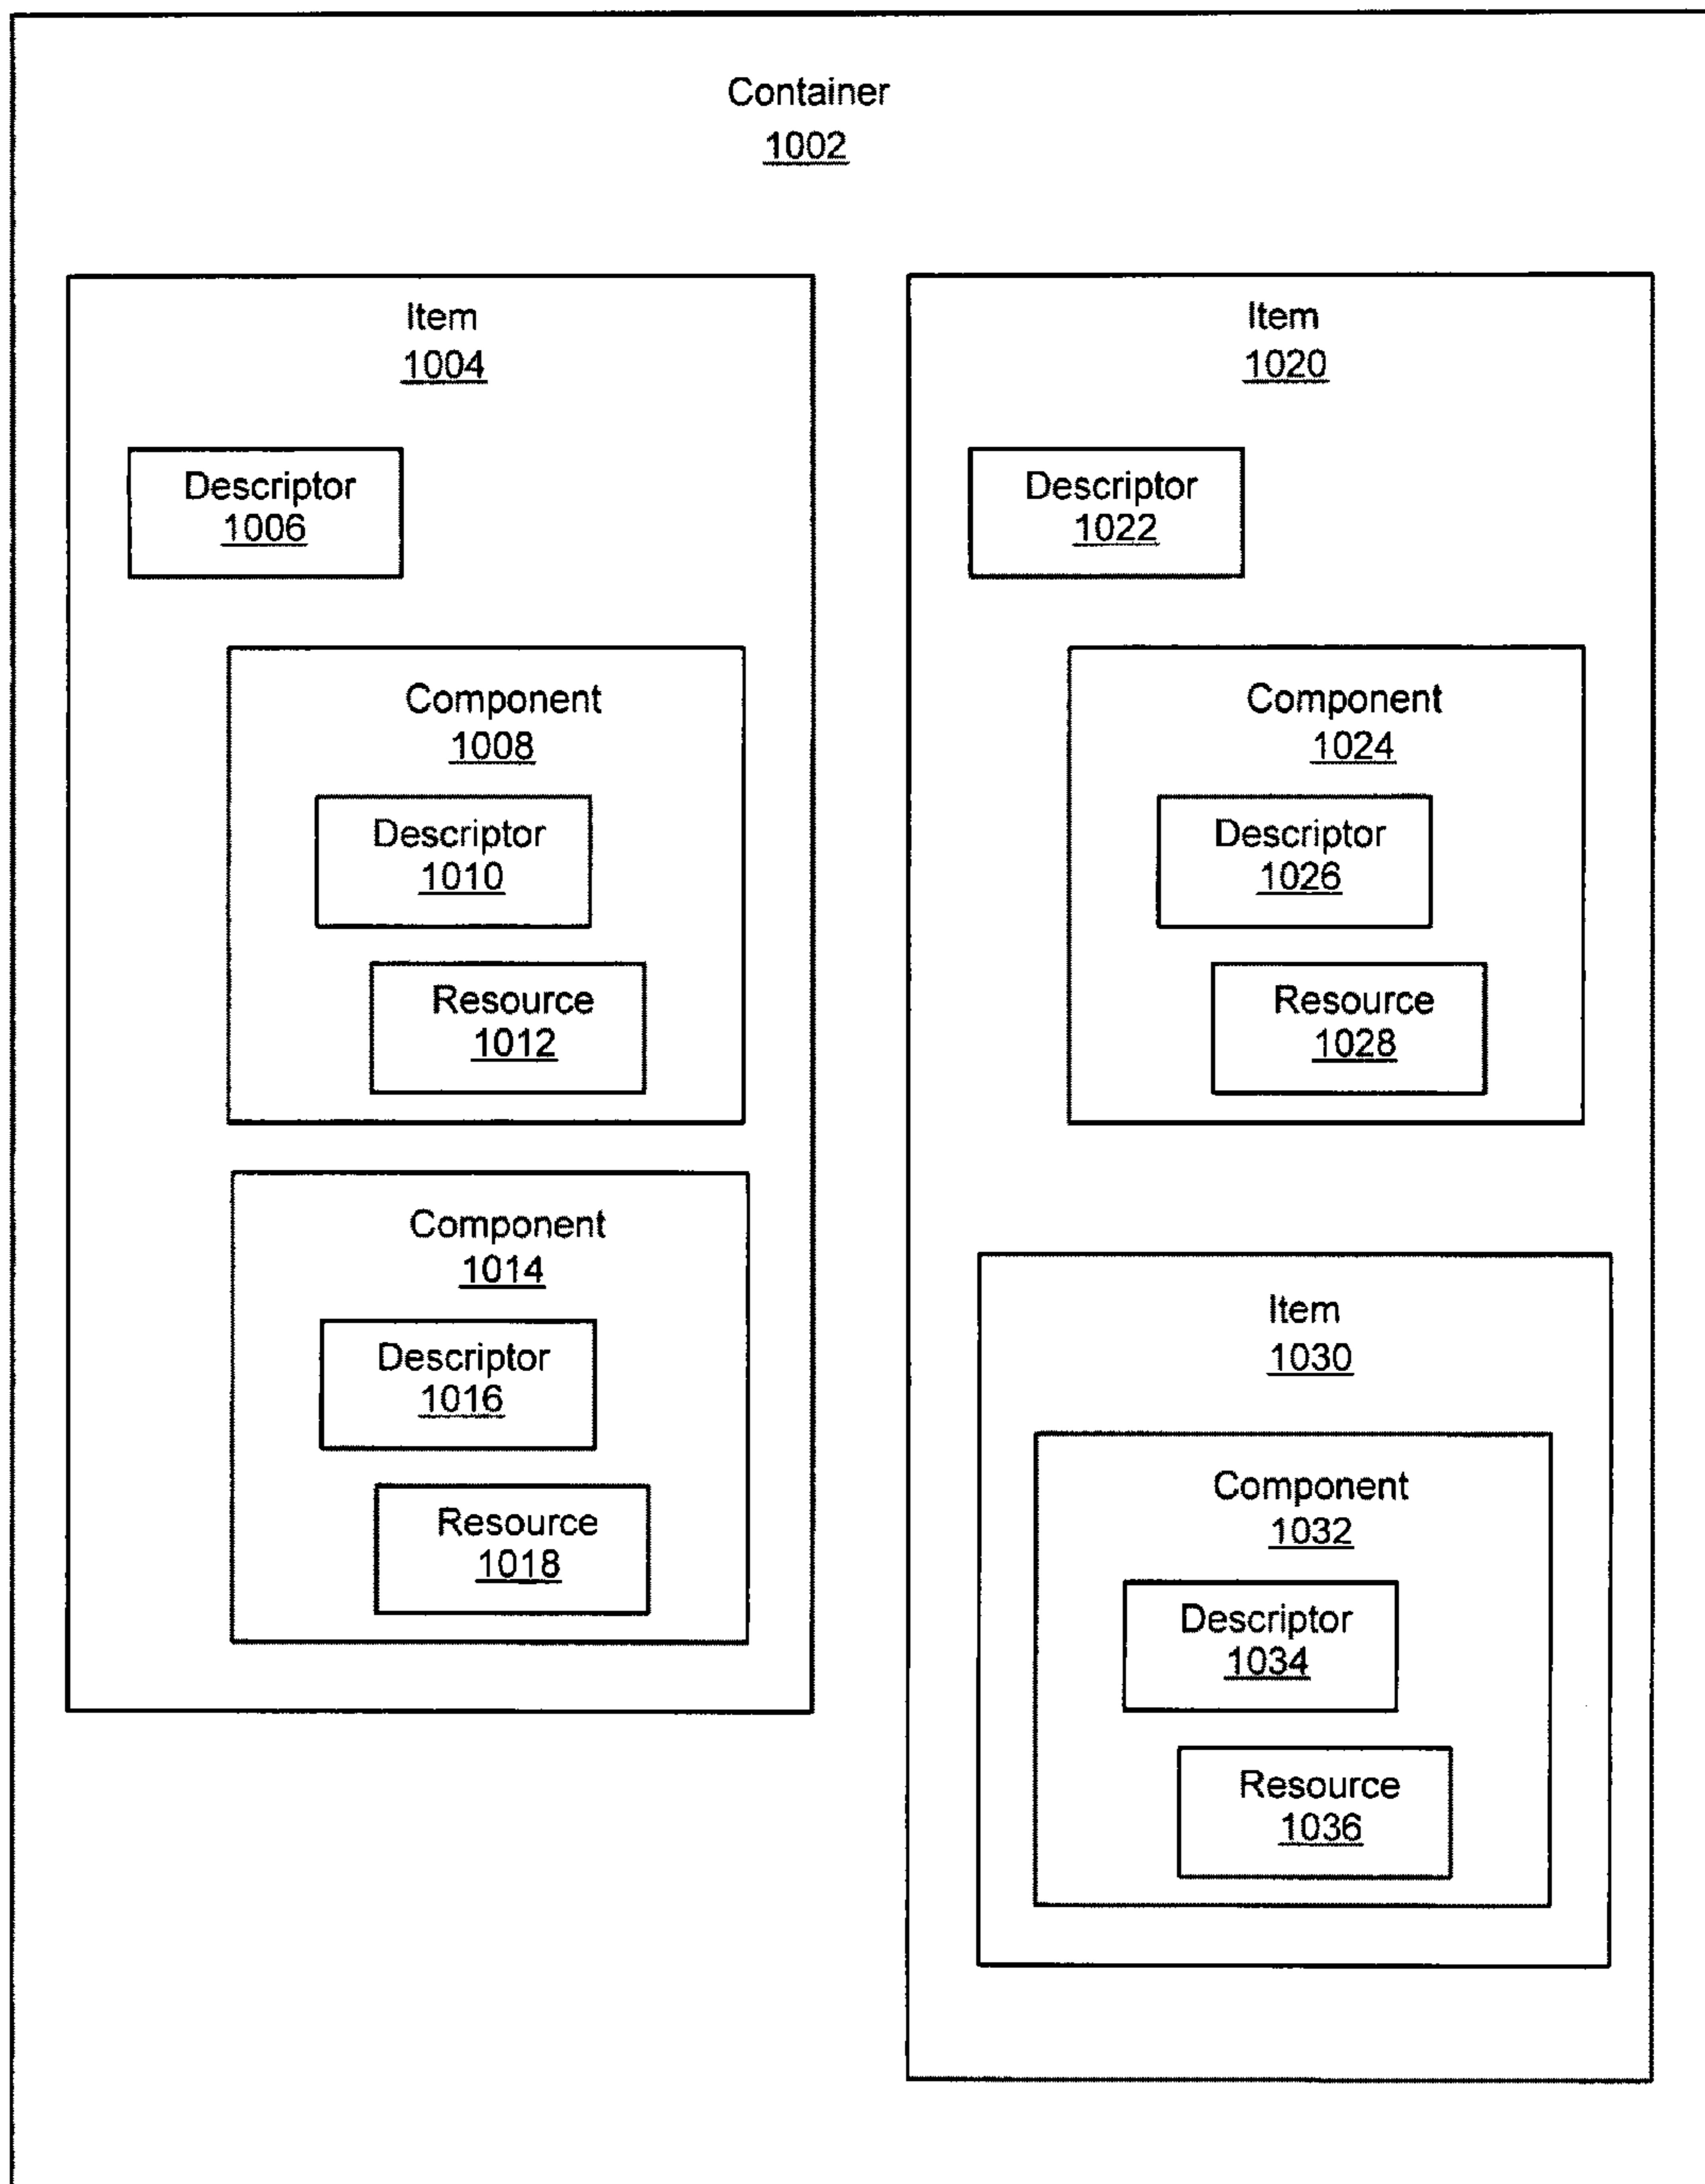 Container
1002
Item
1004
Descriptor
1006
Component
1008
Descriptor
1010
Resource
1012
Component
1014
Descriptor
1016
Resource
1018
Item
1020
Descriptor
1022
Component
1024
Descriptor
1026
Resource
1028
Item
1030
Component
1032
Descriptor
1034
Resource
1036